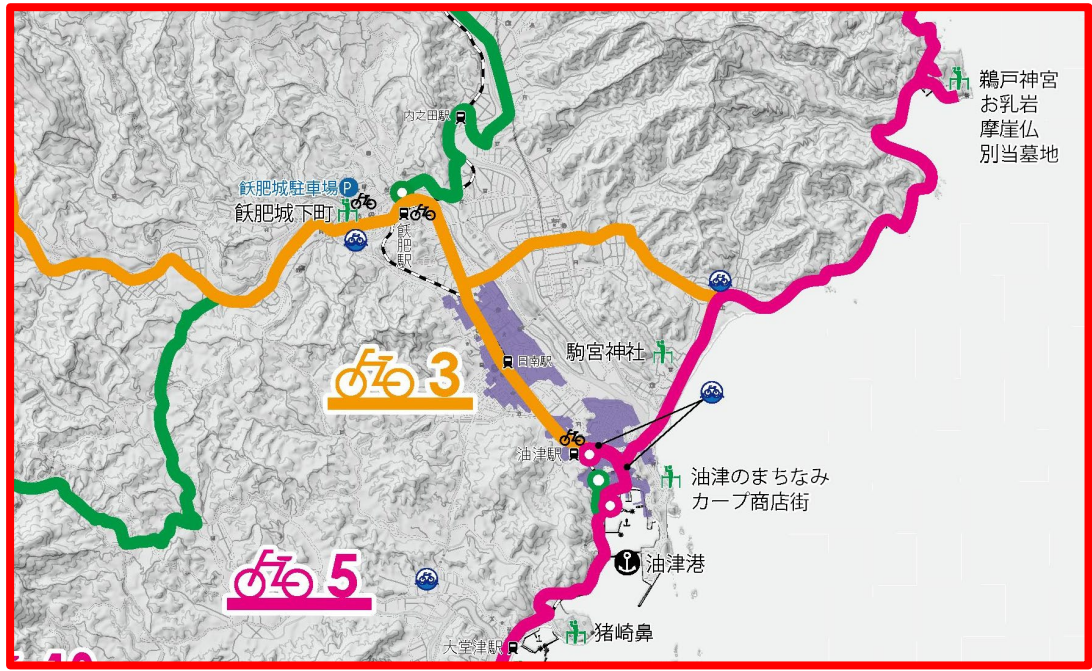 鵜戸神宮
お乳岩
摩崖仏
別当墓地
内之田駅
飫肥城駐車場 P
飫肥城下町
飫肥駅
3
日南駅
駒宮神社
油津駅
油津のまちなみ
カープ商店街
5
油津港
猪崎鼻
大堂津駅